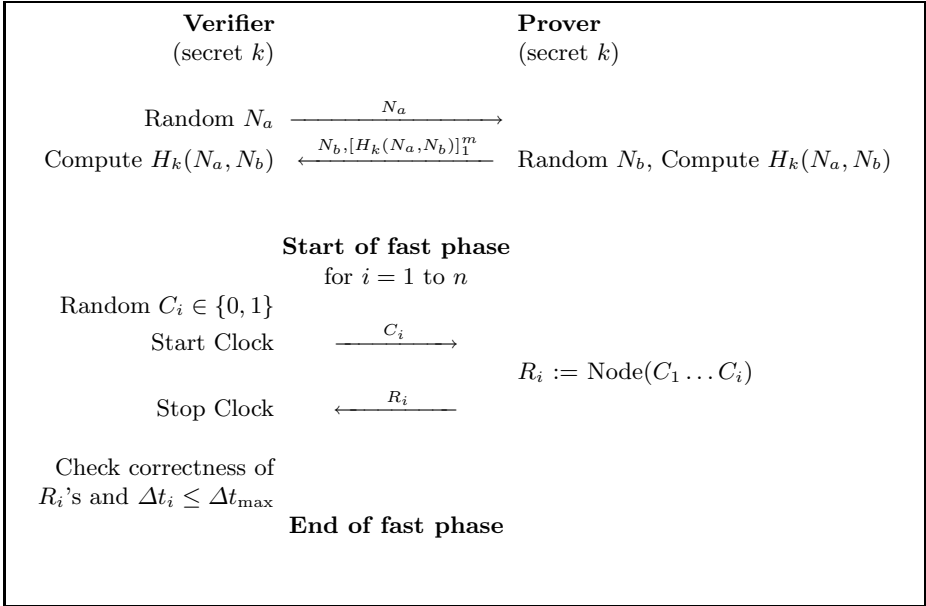 Verifier Prover
(secret k) (secret k)
N_a
Random N_a
N_b,[H_k(N_a,N_b)]_1^m
Compute H_k(N_a, N_b) Random N_b, Compute H_k(N_a, N_b)
Start of fast phase
for i = 1 to n
Random C_i ∈ {0, 1}
C_i
Start Clock
R_i := Node(C_1 … C_i)
R_i
Stop Clock
Check correctness of
R_i's and Δt_i ≤ Δt_max
End of fast phase